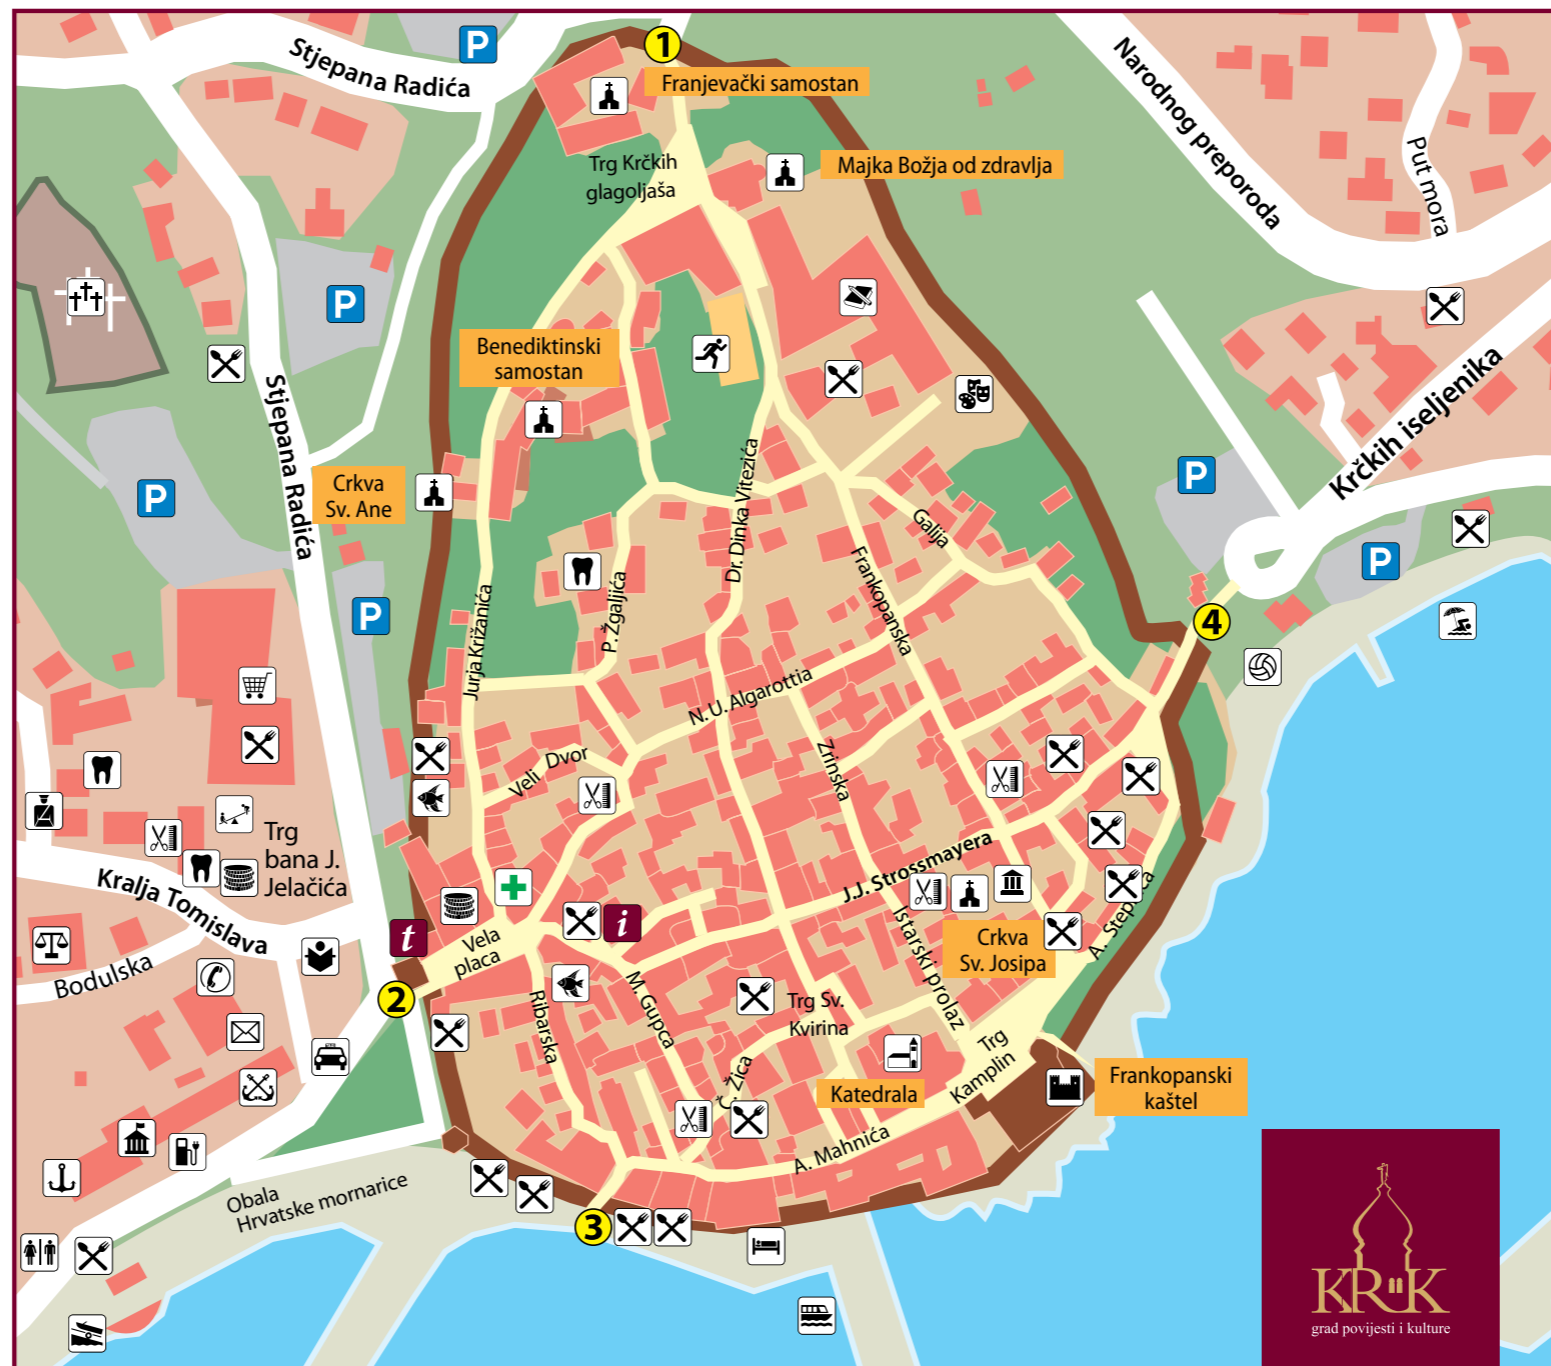 P
1
Stjepana Radića
Franjevački samostan
Narodnog preporoda
Put mora
Trg Krčkih
glagoljaša
Majka Božja od zdravlja
P
Benediktinski
samostan
Stjepana Radića
Krčkih iseljenika
Crkva
Sv. Ane
P
P
P
P
Dr. Dinka Vitezića
Galija
Frankopanska
Jurja Križanića
P. Žgaljića
4
N. U. Algarottia
Veli Dvor
Zrinska
Trg
bana J.
Jelačića
Kralja Tomislava
J.J. Strossmayera
t
i
Vela
placa
Istarski prolaz
Crkva
Sv. Josipa
Bodulska
2
Ribarska
M. Gupca
Trg Sv.
Kvirina
Trg
Kamplin
Č. Žica
Katedrala
Frankopanski
kaštel
A. Mahnića
Obala
Hrvatske mornarice
3
KRK
grad povijesti i kulture